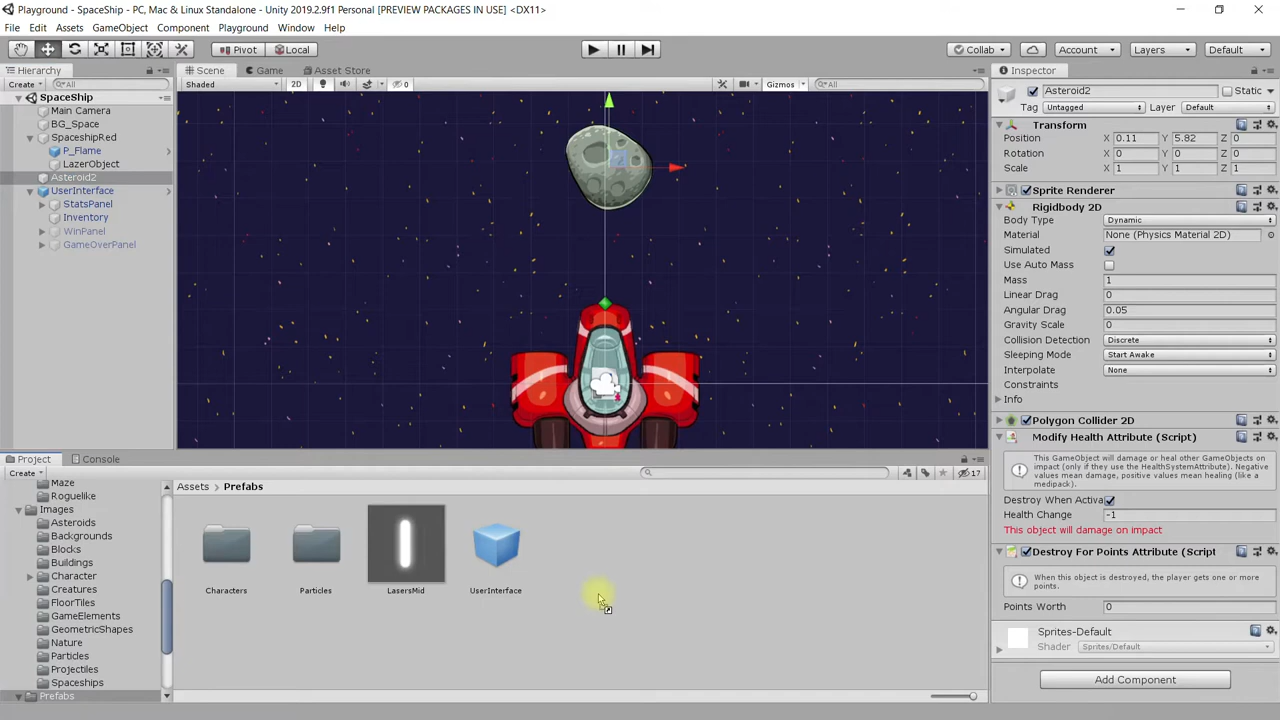 Playground - SpaceShip - PC, Mac & Linux Standalone - Unity 2019.2.9f1 Personal [PREVIEW PACKAGES IN USE] <DX11>
File Edit Assets GameObject Component Playground Window Help
Pivot Local Collab Account Layers Default
Hierarchy Scene Game Asset Store Inspector
Create All Shaded 2D 0 Gizmos All Asteroid2 Static
SpaceShip
Main Camera
BG_Space
SpaceshipRed
P_Flame
LazerObject
Asteroid2
UserInterface
StatsPanel
Inventory
WinPanel
GameOverPanel
Tag Untagged Layer Default
Transform
Position X 0.11 Y 5.82 Z 0
Rotation X 0 Y 0 Z 0
Scale X 1 Y 1 Z 1
Sprite Renderer
Rigidbody 2D
Body Type Dynamic
Material None (Physics Material 2D)
Simulated
Use Auto Mass
Mass 1
Linear Drag 0
Angular Drag 0.05
Gravity Scale 0
Collision Detection Discrete
Sleeping Mode Start Awake
Interpolate None
Constraints
Info
Polygon Collider 2D
Modify Health Attribute (Script)
This GameObject will damage or heal other GameObjects on
impact (only if they use the HealthSystemAttribute). Negative
values mean damage, positive values mean healing (like a
medipack).
Destroy When Activa
Health Change -1
This object will damage on impact
Destroy For Points Attribute (Script
When this object is destroyed, the player gets one or more
points.
Points Worth 0
Sprites-Default
Shader Sprites/Default
Add Component
Project Console
Create 17
Maze
Roguelike
Images
Asteroids
Backgrounds
Blocks
Buildings
Character
Creatures
FloorTiles
GameElements
GeometricShapes
Nature
Particles
Projectiles
Spaceships
Prefabs
Assets Prefabs
Characters Particles LasersMid UserInterface